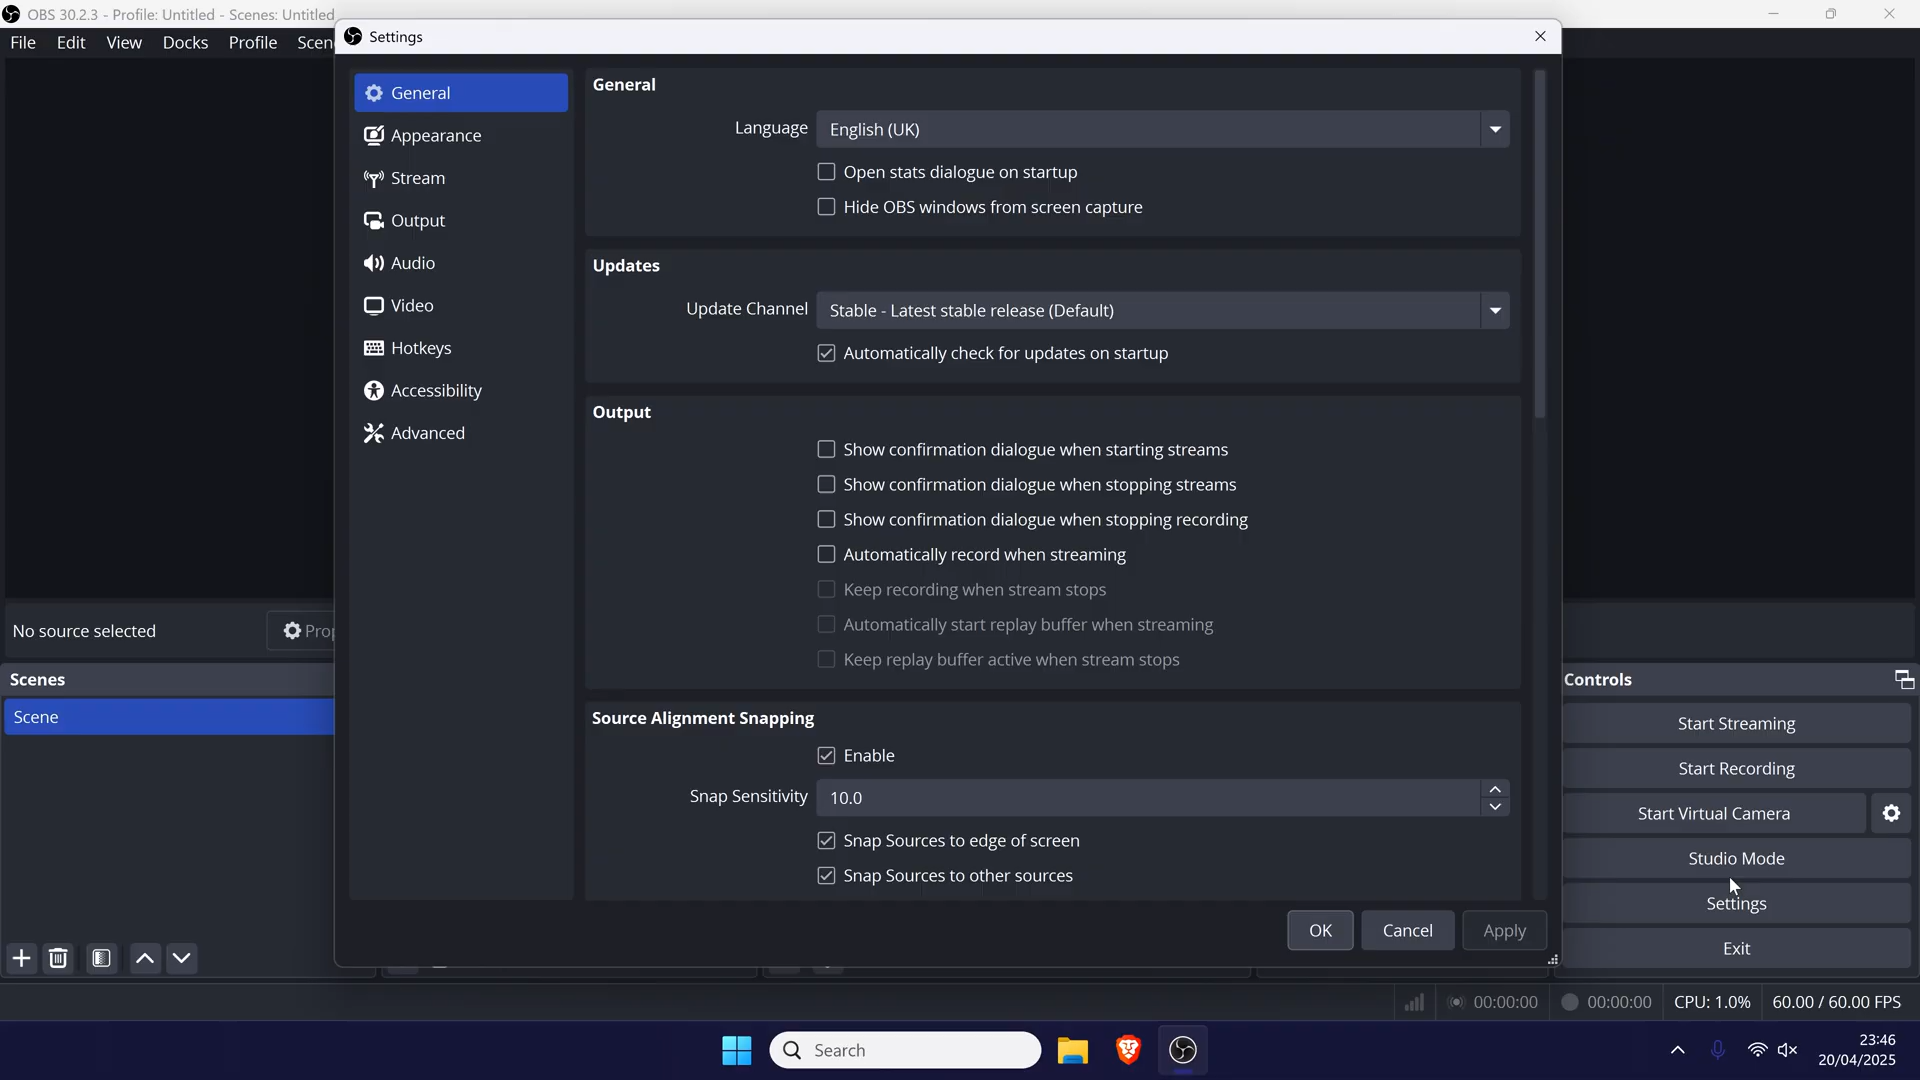 OBS 30.2.3 - Profile: Untitled - Scenes: Untitled
File Edit View Docks Profile
Settings
General
Appearance
Stream
Output
Audio
Video
Hotkeys
Accessibility
Advanced
General
Language English (UK)
Open stats dialogue on startup
Hide OBS windows from screen capture
Updates
Update Channel Stable - Latest stable release (Default)
Automatically check for updates on startup
Output
Show confirmation dialogue when starting streams
Show confirmation dialogue when stopping streams
Show confirmation dialogue when stopping recording
Automatically record when streaming
Keep recording when stream stops
Automatically start replay buffer when streaming
Keep replay buffer active when stream stops
Source Alignment Snapping
Enable
Snap Sensitivity 10.0
Snap Sources to edge of screen
Snap Sources to other sources
OK Cancel Apply
No source selected
Scenes
Scene
Controls
Start Streaming
Start Recording
Start Virtual Camera
Studio Mode
Settings
Exit
00:00:00 00:00:00 CPU: 1.0% 60.00 / 60.00 FPS
Search
23:46
20/04/2025